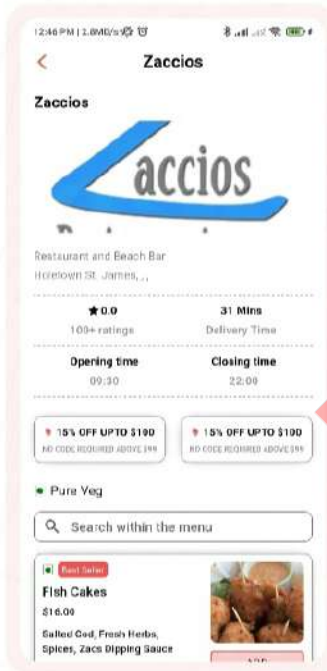 12:46 PM | 2.8MB/s
Zaccios
Zaccios
Zaccios
Restaurant and Beach Bar
Holetown St. James, , ,
★0.0
31 Mins
100+ ratings
Delivery Time
Opening time
Closing time
09:30
22:00
15% OFF UPTO $100
15% OFF UPTO $100
NO CODE REQUIRED ABOVE $99
NO CODE REQUIRED ABOVE $99
Pure Veg
Search within the menu
Best Seller
Fish Cakes
$16.00
Salted Cod, Fresh Herbs,
Spices, Zacs Dipping Sauce
ADD